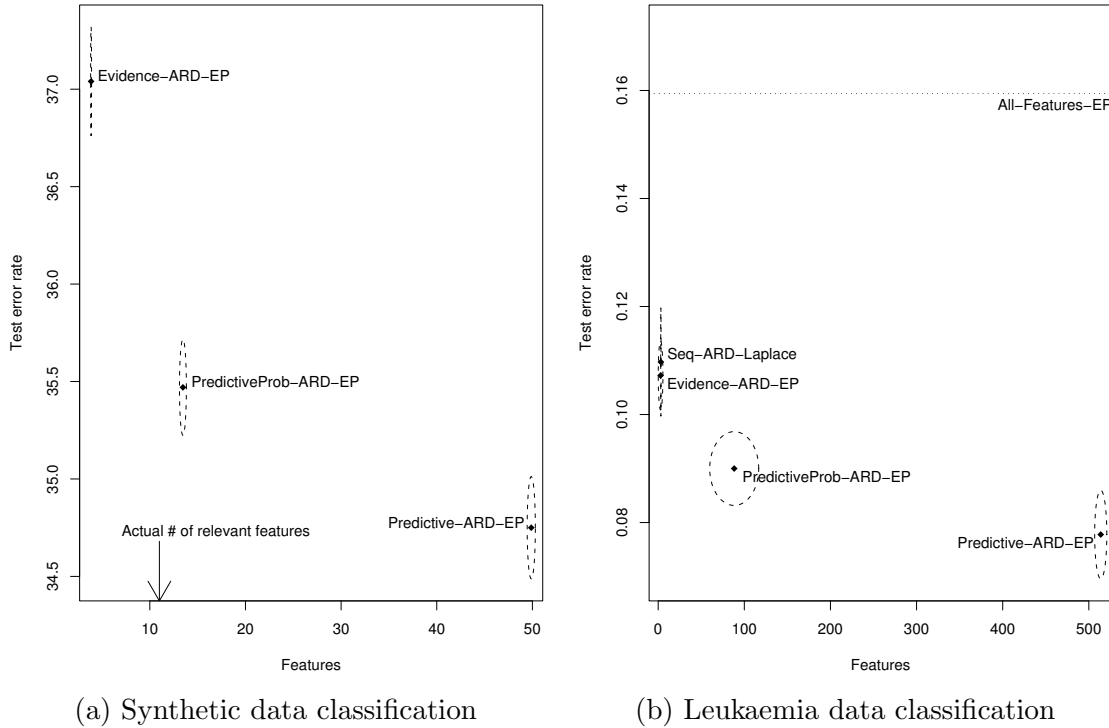 37.0
36.5
36.0
35.5
35.0
34.5
Test error rate
Evidence−ARD−EP
PredictiveProb−ARD−EP
Predictive−ARD−EP
Actual # of relevant features
10 20 30 40 50
Features
(a) Synthetic data classification
0.16
0.14
0.12
0.10
0.08
Test error rate
All−Features−EP
Seq−ARD−Laplace
Evidence−ARD−EP
PredictiveProb−ARD−EP
Predictive−ARD−EP
0 100 200 300 400 500
Features
(b) Leukaemia data classification